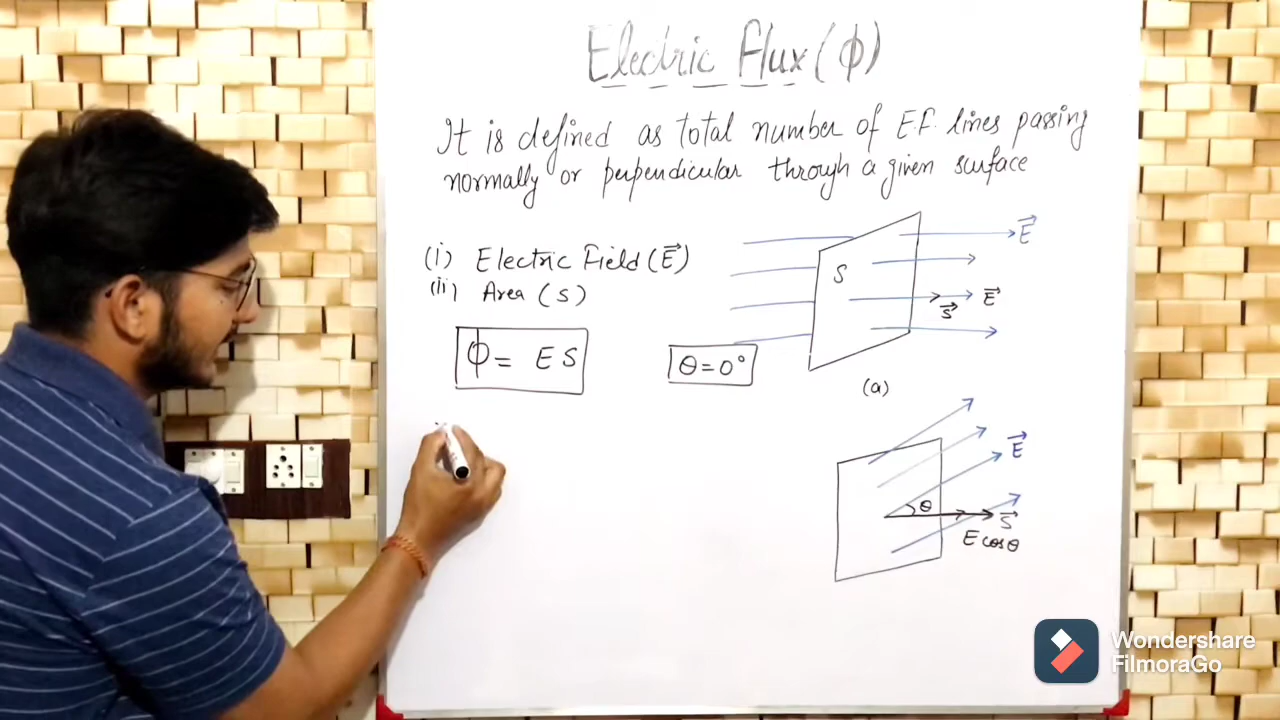 Electric Flux (ϕ)
It is defined as total number of E.F. lines passing
normally or perpendicular through a given surface
(i) Electric Field (E⃗)
(ii) Area (S)
ϕ = E S
θ = 0°
S
E⃗
E⃗
S⃗
(a)
E⃗
θ
S⃗
E cosθ
Wondershare
FilmoraGo